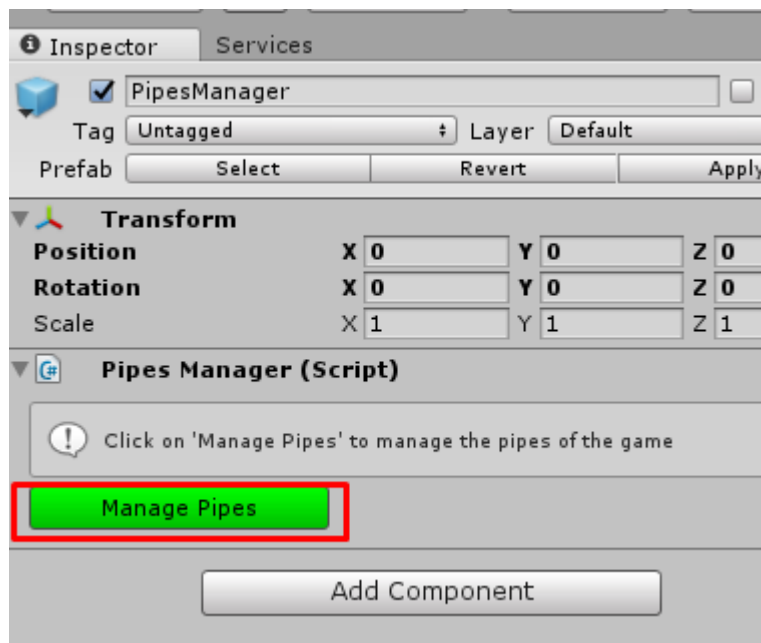 Inspector Services
PipesManager
Tag Untagged Layer Default
Prefab Select Revert Apply
Transform
Position X 0 Y 0 Z 0
Rotation X 0 Y 0 Z 0
Scale X 1 Y 1 Z 1
Pipes Manager (Script)
Click on 'Manage Pipes' to manage the pipes of the game
Manage Pipes
Add Component